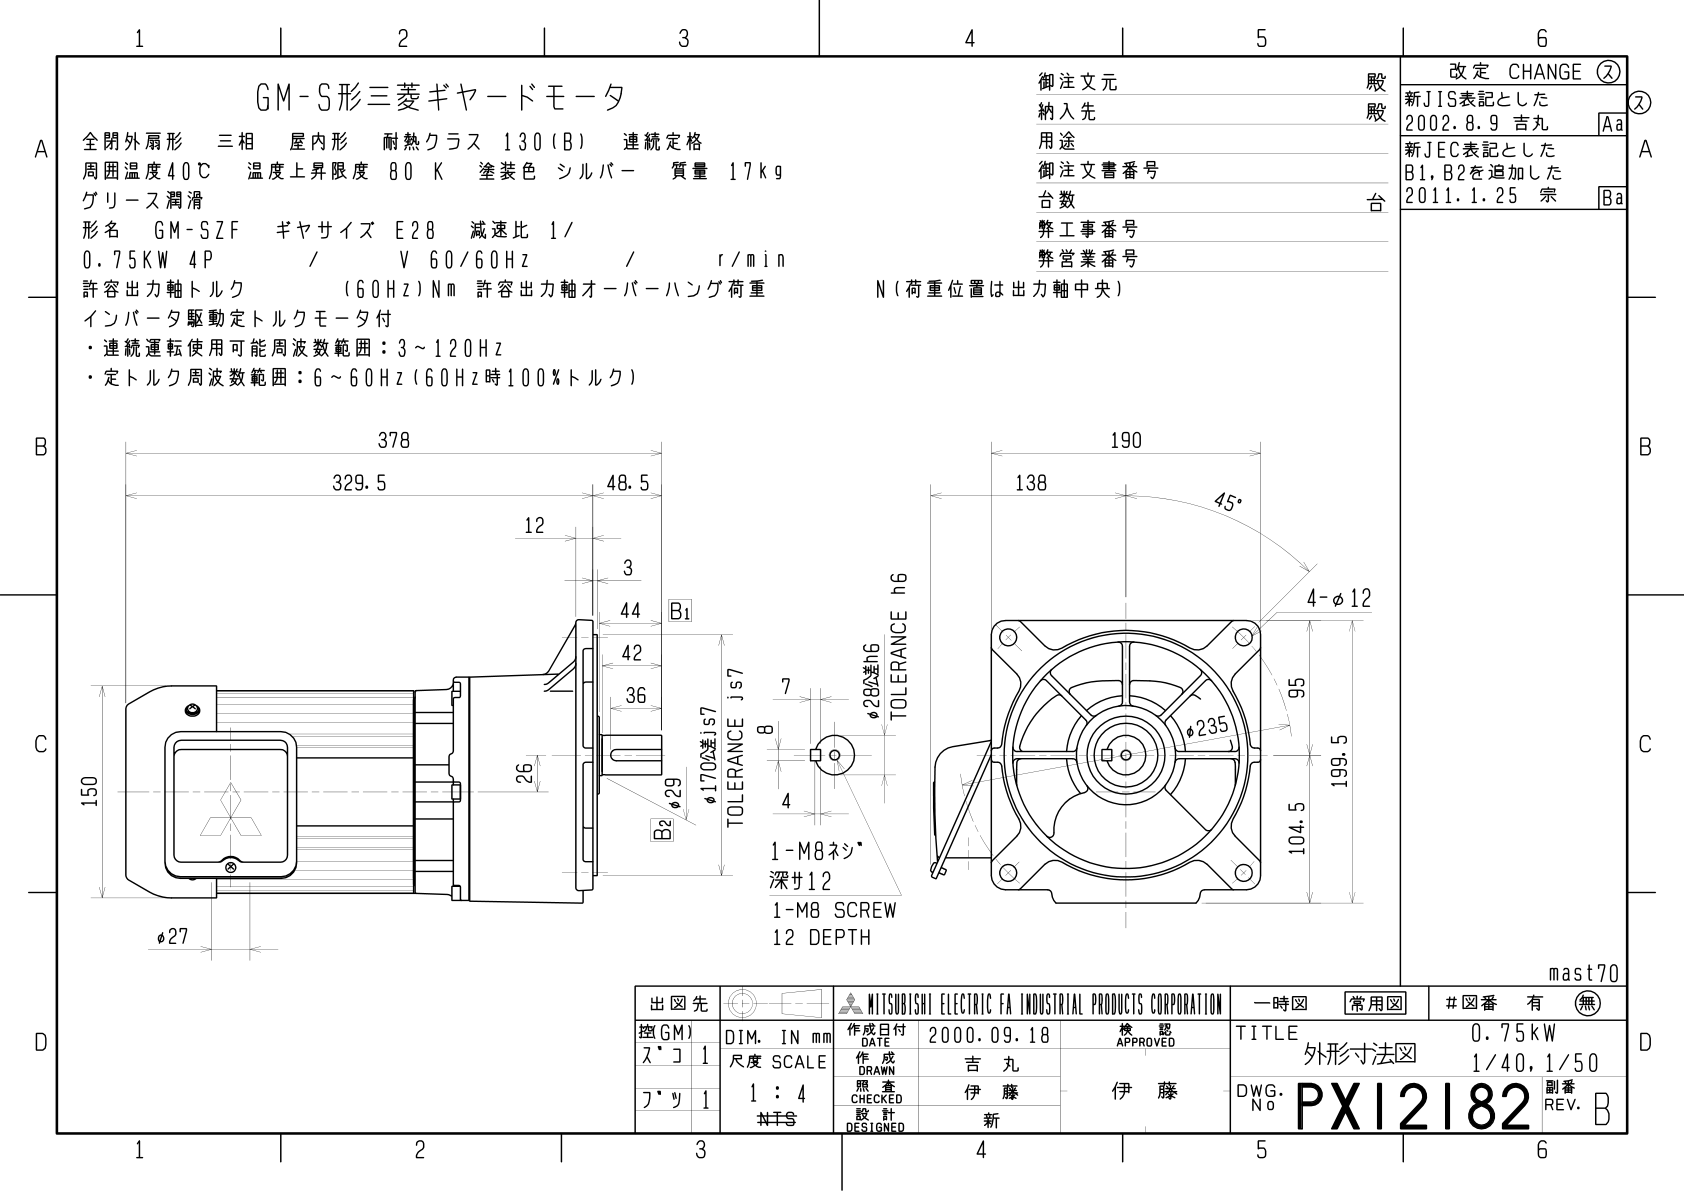 1 2 3 4 5 6
GM-S形三菱ギヤードモータ
全閉外扇形 三相 屋内形 耐熱クラス 130(B) 連続定格
周囲温度40℃ 温度上昇限度 80 K 塗装色 シルバー 質量 17kg
グリース潤滑
形名 GM-SZF ギヤサイズ E28 減速比 1/
0.75KW 4P / V 60/60Hz / r/min
許容出力軸トルク (60Hz)Nm 許容出力軸オーバーハング荷重 N(荷重位置は出力軸中央)
インバータ駆動定トルクモータ付
・連続運転使用可能周波数範囲：3~120Hz
・定トルク周波数範囲：6~60Hz(60Hz時100%トルク)
御注文元 殿
納入先 殿
用途
御注文書番号
台数 台
弊工事番号
弊営業番号
改定 CHANGE ス
新JIS表記とした
2002.8.9 吉丸 Aa
新JEC表記とした
B1,B2を追加した
2011.1.25 宗 Ba
ス
A A
B B
C C
D D
378
329.5 48.5
12
3
44 B1
42
36
26
150
φ27
φ29
B2
φ170公差js7
TOLERANCE js7
7
8
4
φ28公差h6
TOLERANCE h6
1-M8ネジ
深サ12
1-M8 SCREW
12 DEPTH
190
138
45°
4-φ12
95
φ235
199.5
104.5
mast70
出図先
控(GM)
ズコ 1
ブツ 1
DIM. IN mm
尺度 SCALE
1 : 4
NTS
MITSUBISHI ELECTRIC FA INDUSTRIAL PRODUCTS CORPORATION
作成日付 DATE 2000.09.18
作成 DRAWN 吉丸
照査 CHECKED 伊藤
設計 DESIGNED 新
検認 APPROVED
伊藤
一時図 常用図 #図番 有 無
TITLE 0.75kW
外形寸法図 1/40,1/50
DWG. No PX12182
副番 REV. B
1 2 3 4 5 6